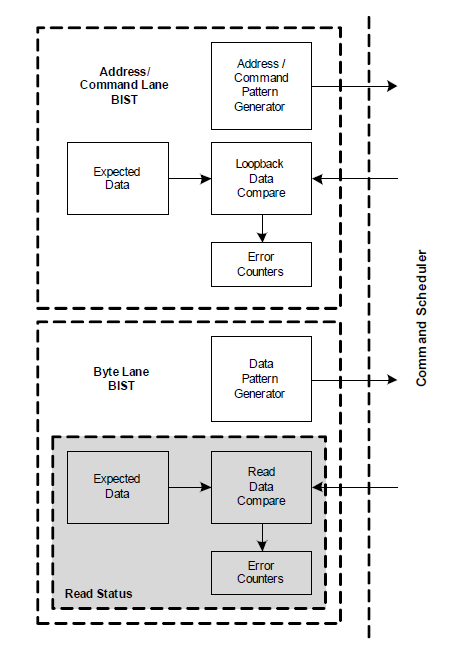 Address/
Command Lane
BIST
Address /
Command
Pattern
Generator
Expected
Data
Loopback
Data
Compare
Error
Counters
Command Scheduler
Byte Lane
BIST
Data
Pattern
Generator
Expected
Data
Read
Data
Compare
Error
Counters
Read Status